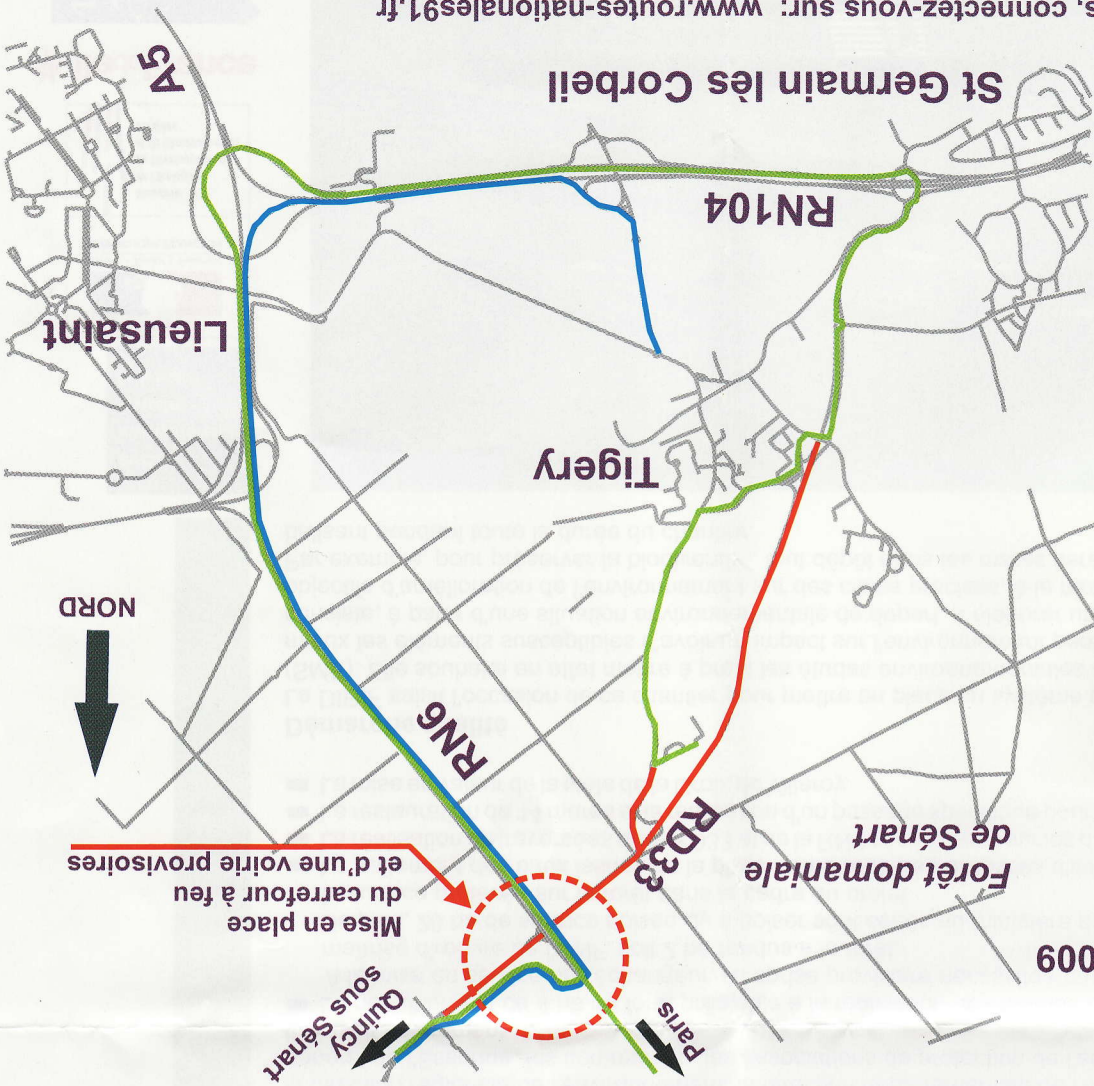 Paris
Quincy
sous Sénart
009
Mise en place
du carrefour à feu
et d'une voirie provisoires
Forêt domaniale
de Sénart
RD33
RN6
NORD
Tigery
Lieusaint
RN104
A5
St Germain lès Corbeil
s, connectez-vous sur: www.routes-nationales91.fr